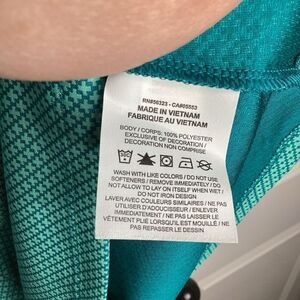 RN#56323 - CA#05553
MADE IN VIETNAM
FABRIQUÉ AU VIETNAM
BODY / CORPS: 100% POLYESTER
EXCLUSIVE OF DECORATION /
DECORATION NON COMPRISE
WASH WITH LIKE COLORS / DO NOT USE
SOFTENERS / REMOVE IMMEDIATELY / DO
NOT ALLOW TO LAY ON ITSELF WHEN WET /
DO NOT IRON DESIGN
LAVER AVEC COULEURS SIMILAIRES / NE PAS
UTILISER D'ADOUCISSEUR / ENLEVER
IMMEDIATEMENT / NE PAS LAISSER LE
VÊTEMENT PLIÉ LORSQU'IL EST MOUILLÉ / NE
PAS REPASSER LE DESSIN